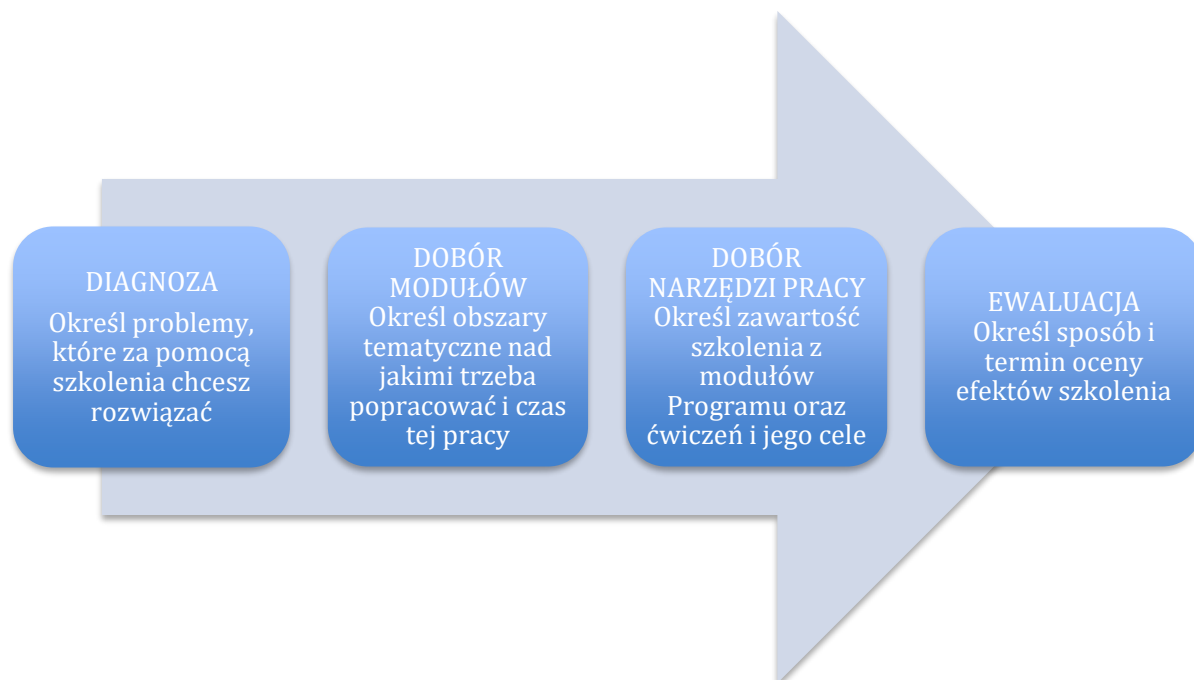 DIAGNOZA
Określ problemy,
które za pomocą
szkolenia chcesz
rozwiązać
DOBÓR
MODUŁÓW
Określ obszary
tematyczne nad
jakimi trzeba
popracować i czas
tej pracy
DOBÓR
NARZĘDZI PRACY
Określ zawartość
szkolenia z
modułów
Programu oraz
ćwiczeń i jego cele
EWALUACJA
Określ sposób i
termin oceny
efektów szkolenia